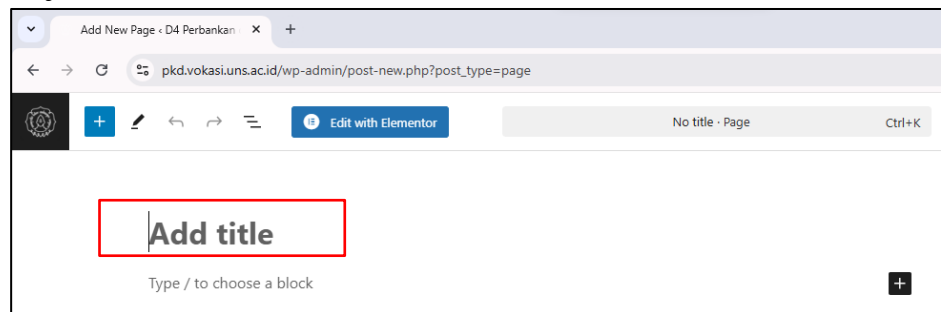 Add New Page ‹ D4 Perbankan
pkd.vokasi.uns.ac.id/wp-admin/post-new.php?post_type=page
Edit with Elementor
No title · Page
Ctrl+K
Add title
Type / to choose a block